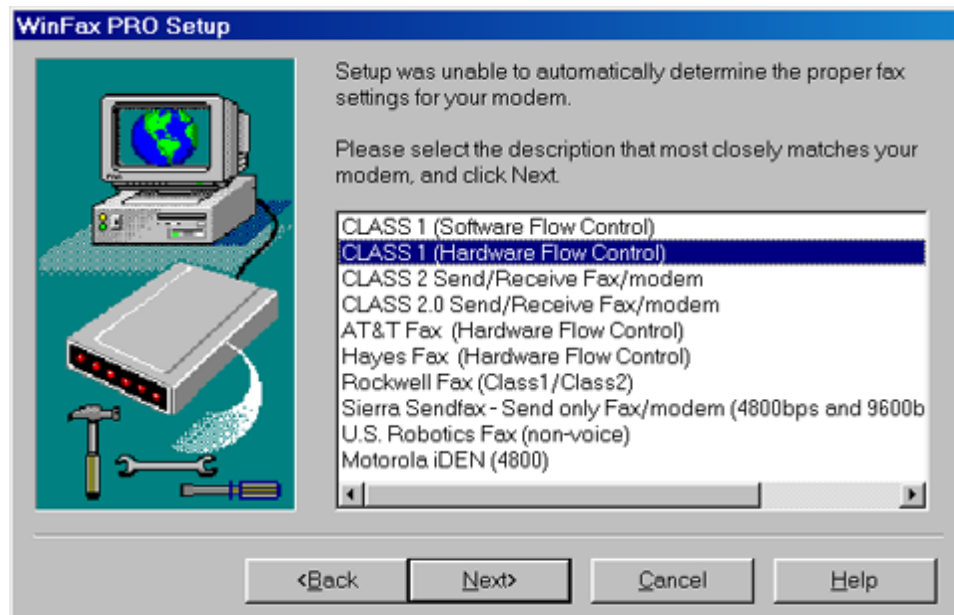 WinFax PRO Setup
Setup was unable to automatically determine the proper fax
settings for your modem.
Please select the description that most closely matches your
modem, and click Next.
CLASS 1 (Software Flow Control)
CLASS 1 (Hardware Flow Control)
CLASS 2 Send/Receive Fax/modem
CLASS 2.0 Send/Receive Fax/modem
AT&T Fax (Hardware Flow Control)
Hayes Fax (Hardware Flow Control)
Rockwell Fax (Class1/Class2)
Sierra Sendfax - Send only Fax/modem (4800bps and 9600b
U.S. Robotics Fax (non-voice)
Motorola iDEN (4800)
<Back Next> Cancel Help